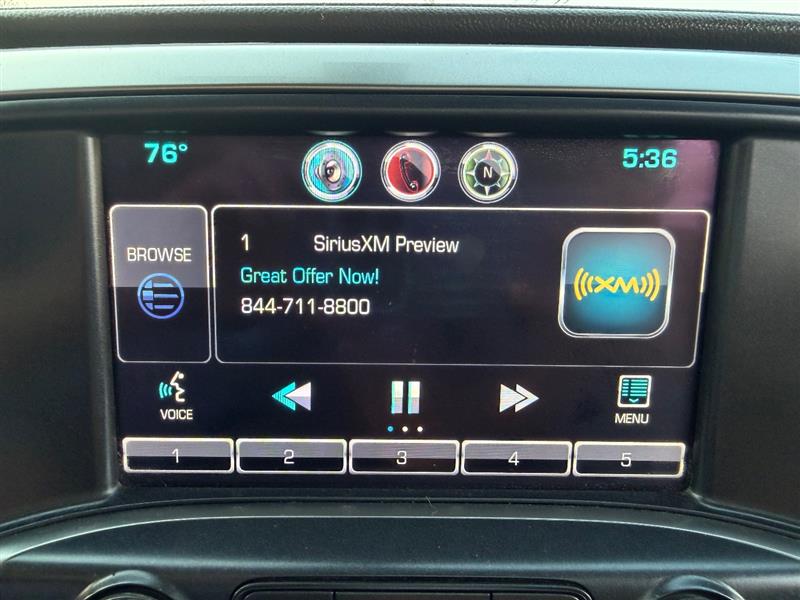 76°
N
5:36
BROWSE
1 SiriusXM Preview
Great Offer Now!
844-711-8800
XM
VOICE
MENU
1
2
3
4
5